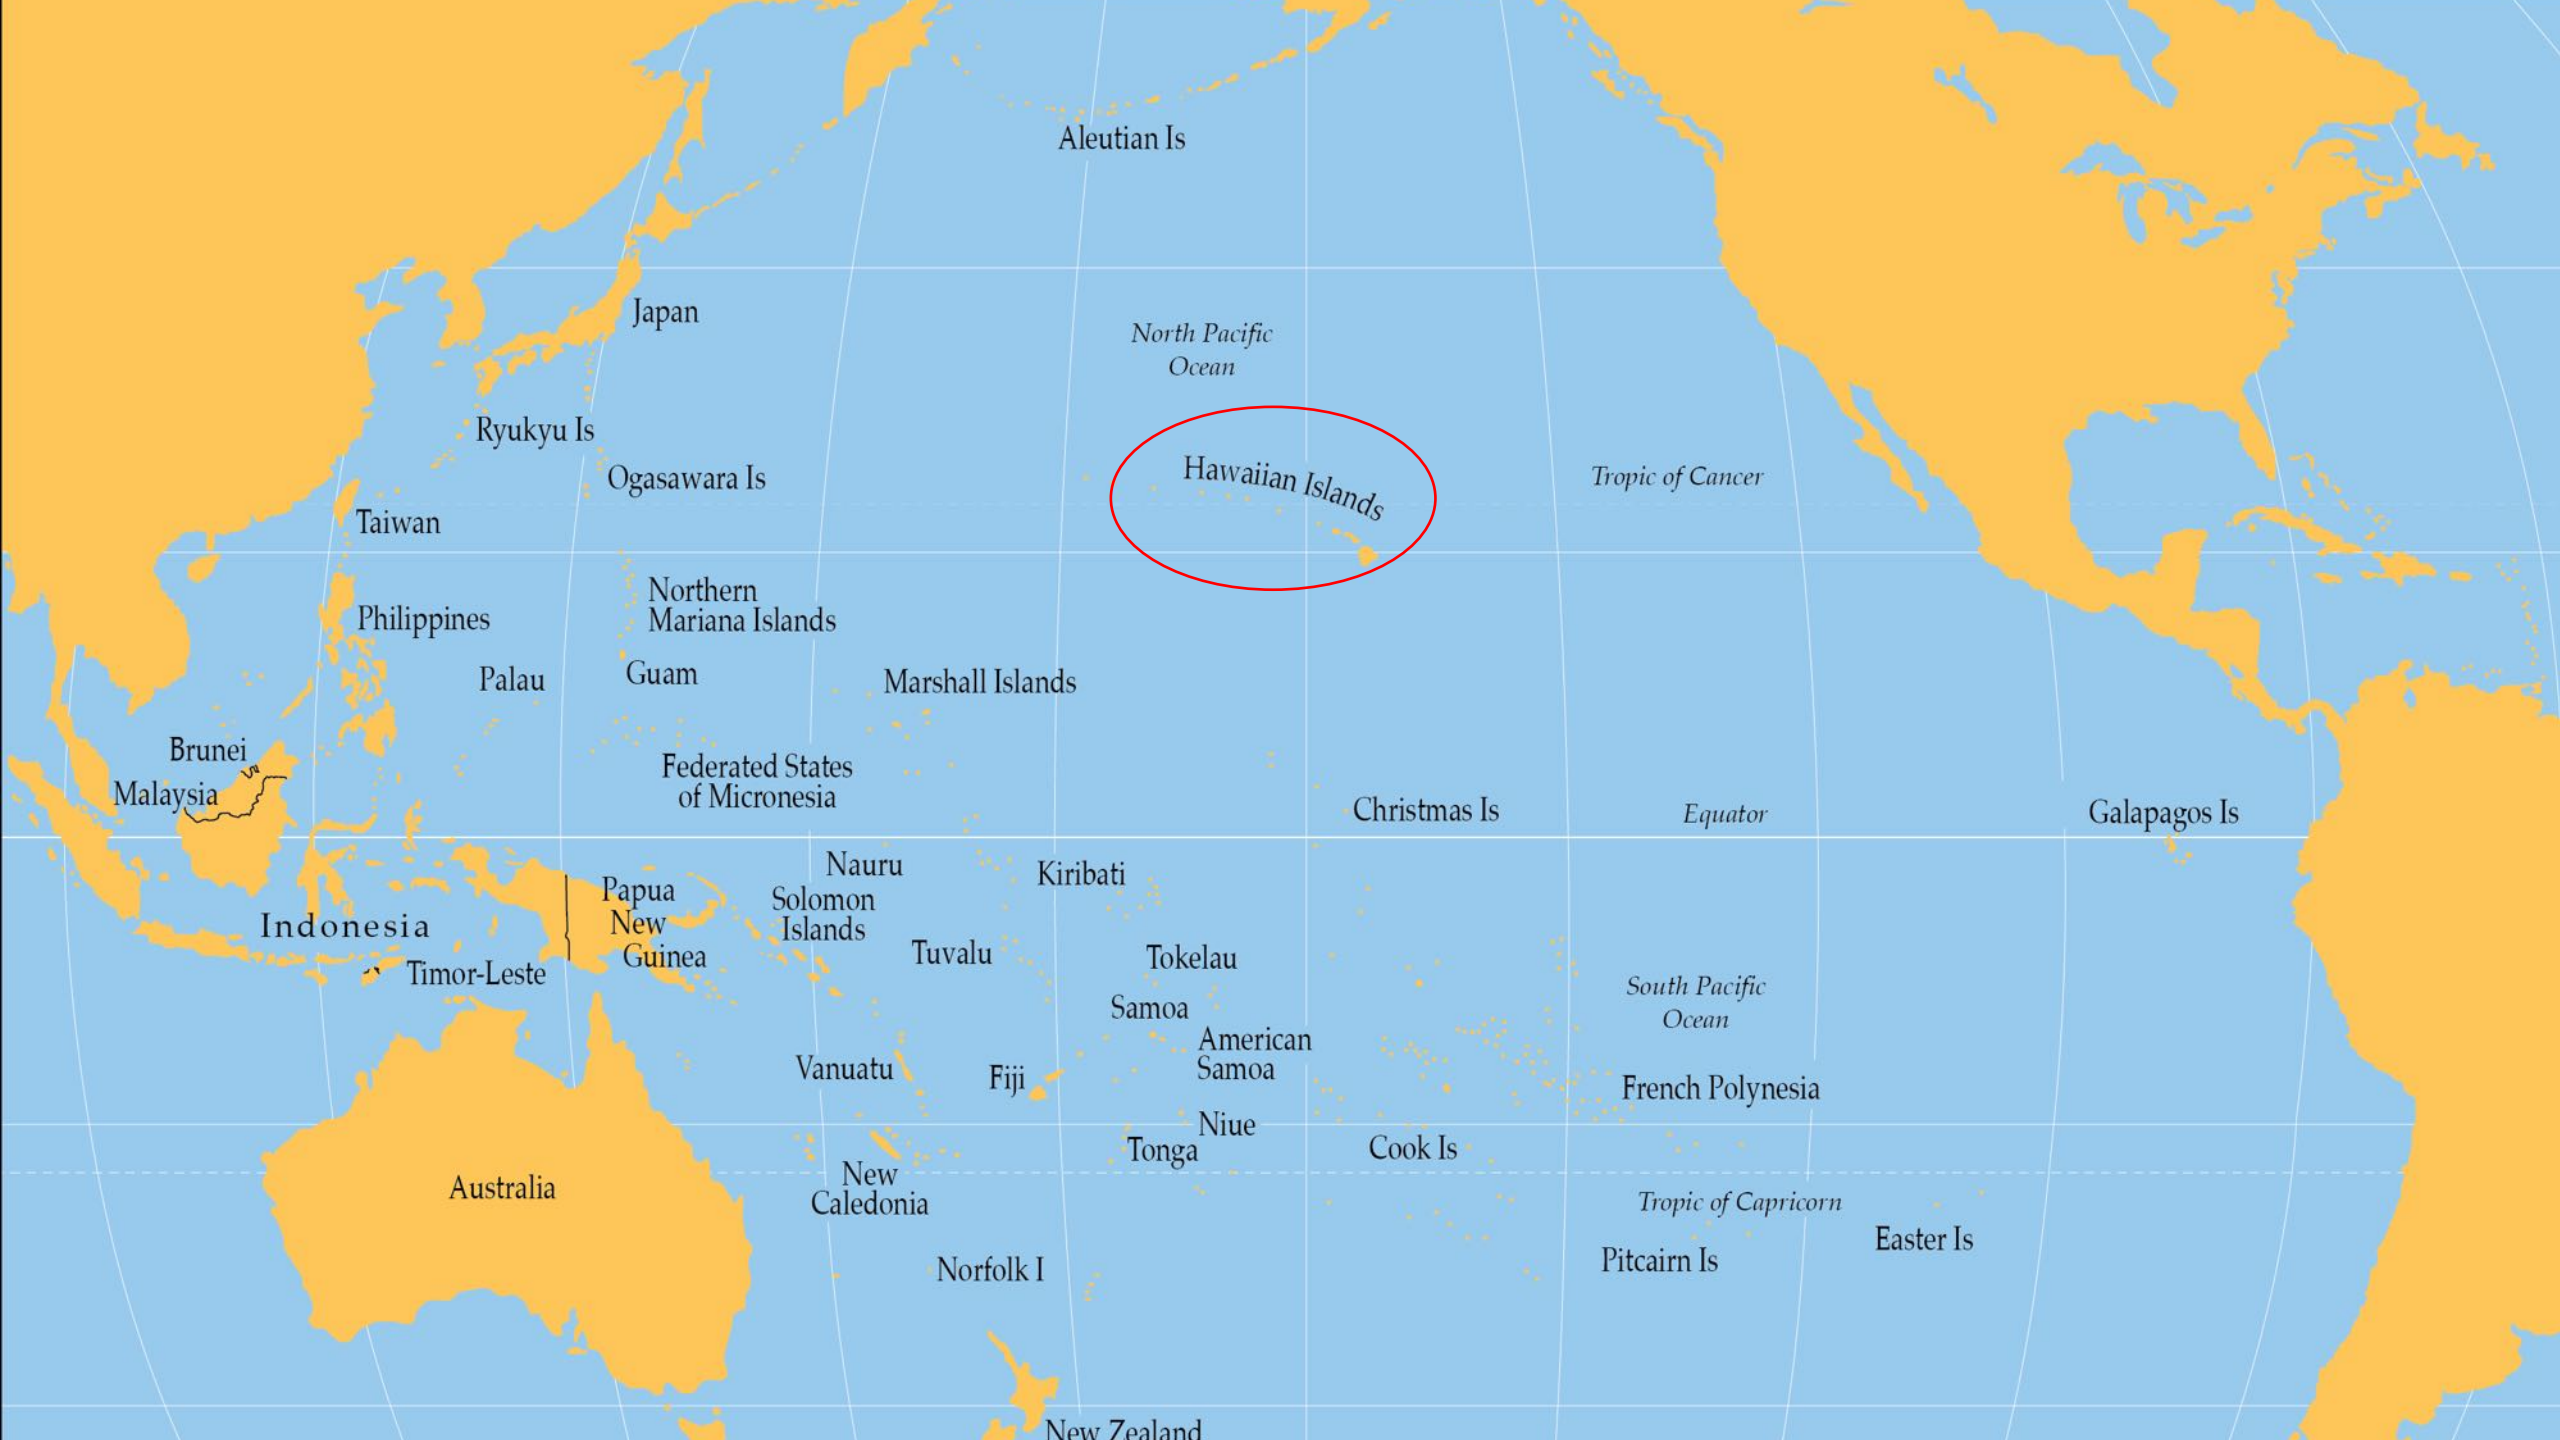 Aleutian Is
Japan
North Pacific
Ocean
Ryukyu Is
Hawaiian Islands
Ogasawara Is
Tropic of Cancer
Taiwan
Northern
Mariana Islands
Philippines
Palau
Guam
Marshall Islands
Brunei
Malaysia
Federated States
of Micronesia
Christmas Is
Equator
Galapagos Is
Nauru
Kiribati
Papua
New
Guinea
Solomon
Islands
Indonesia
Tuvalu
Tokelau
Timor-Leste
South Pacific
Ocean
Samoa
American
Samoa
Vanuatu
Fiji
French Polynesia
Niue
Tonga
Cook Is
New
Caledonia
Australia
Tropic of Capricorn
Easter Is
Pitcairn Is
Norfolk I
New Zealand